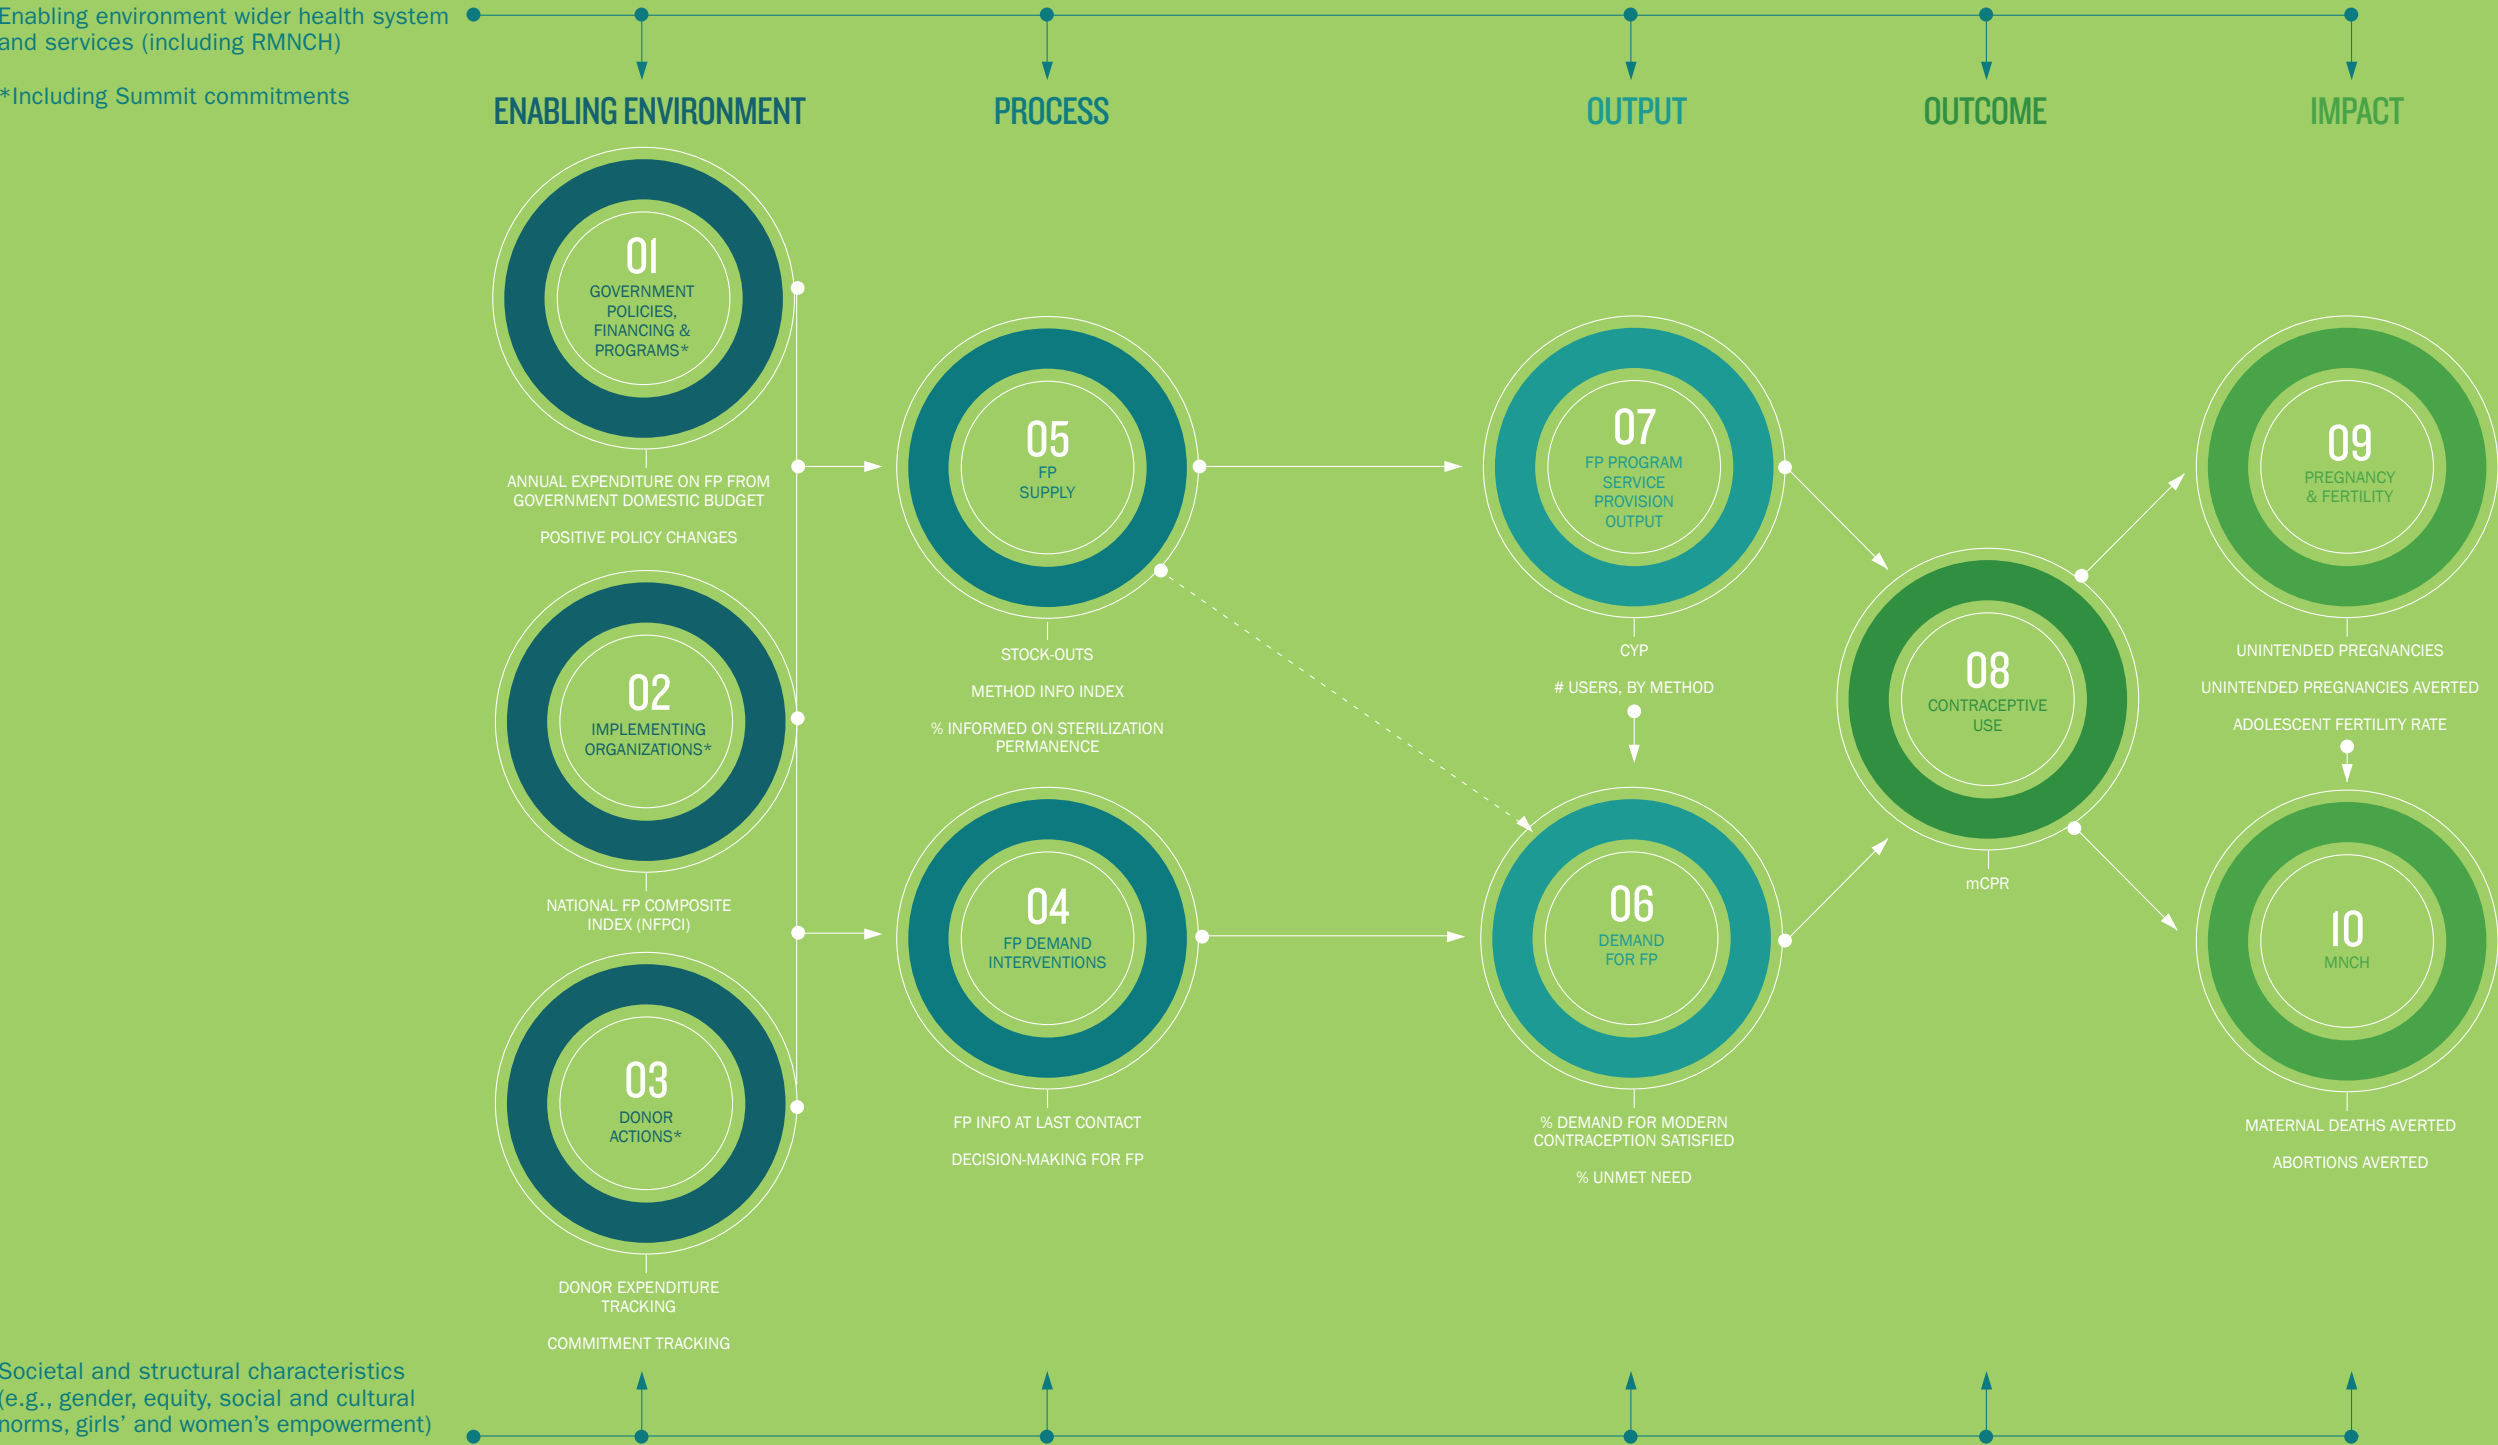 Enabling environment wider health system
and services (including RMNCH)
*Including Summit commitments
ENABLING ENVIRONMENT
PROCESS
OUTPUT
OUTCOME
IMPACT
01
GOVERNMENT
POLICIES,
FINANCING &
PROGRAMS*
ANNUAL EXPENDITURE ON FP FROM
GOVERNMENT DOMESTIC BUDGET
POSITIVE POLICY CHANGES
02
IMPLEMENTING
ORGANIZATIONS*
NATIONAL FP COMPOSITE
INDEX (NFPCI)
03
DONOR
ACTIONS*
DONOR EXPENDITURE
TRACKING
COMMITMENT TRACKING
05
FP
SUPPLY
STOCK-OUTS
METHOD INFO INDEX
% INFORMED ON STERILIZATION
PERMANENCE
04
FP DEMAND
INTERVENTIONS
FP INFO AT LAST CONTACT
DECISION-MAKING FOR FP
07
FP PROGRAM
SERVICE
PROVISION
OUTPUT
CYP
# USERS, BY METHOD
06
DEMAND
FOR FP
% DEMAND FOR MODERN
CONTRACEPTION SATISFIED
% UNMET NEED
08
CONTRACEPTIVE
USE
mCPR
09
PREGNANCY
& FERTILITY
UNINTENDED PREGNANCIES
UNINTENDED PREGNANCIES AVERTED
ADOLESCENT FERTILITY RATE
10
MNCH
MATERNAL DEATHS AVERTED
ABORTIONS AVERTED
Societal and structural characteristics
(e.g., gender, equity, social and cultural
norms, girls’ and women’s empowerment)